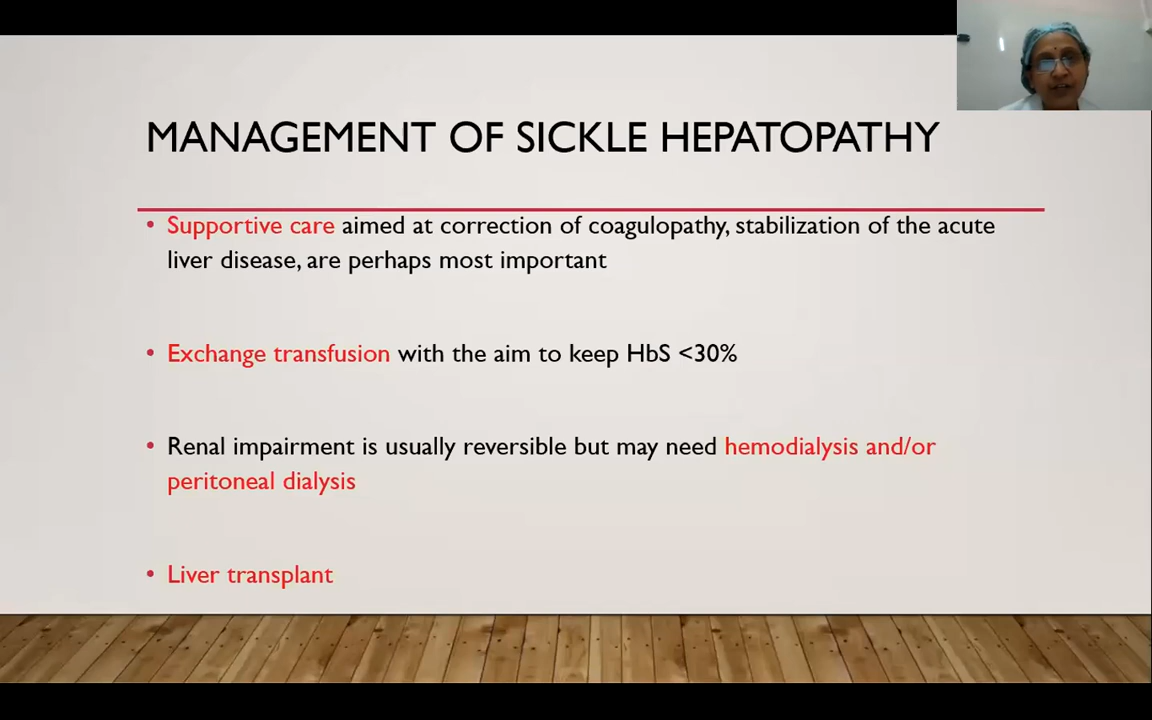 MANAGEMENT OF SICKLE HEPATOPATHY
• Supportive care aimed at correction of coagulopathy, stabilization of the acute
liver disease, are perhaps most important
• Exchange transfusion with the aim to keep HbS <30%
• Renal impairment is usually reversible but may need hemodialysis and/or
peritoneal dialysis
• Liver transplant